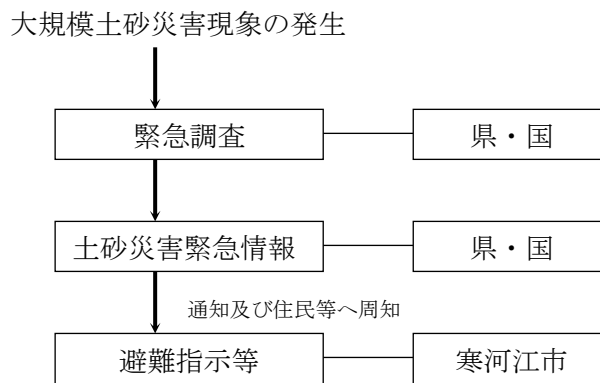 大規模土砂災害現象の発生
緊急調査
県・国
土砂災害緊急情報
県・国
通知及び住民等へ周知
避難指示等
寒河江市